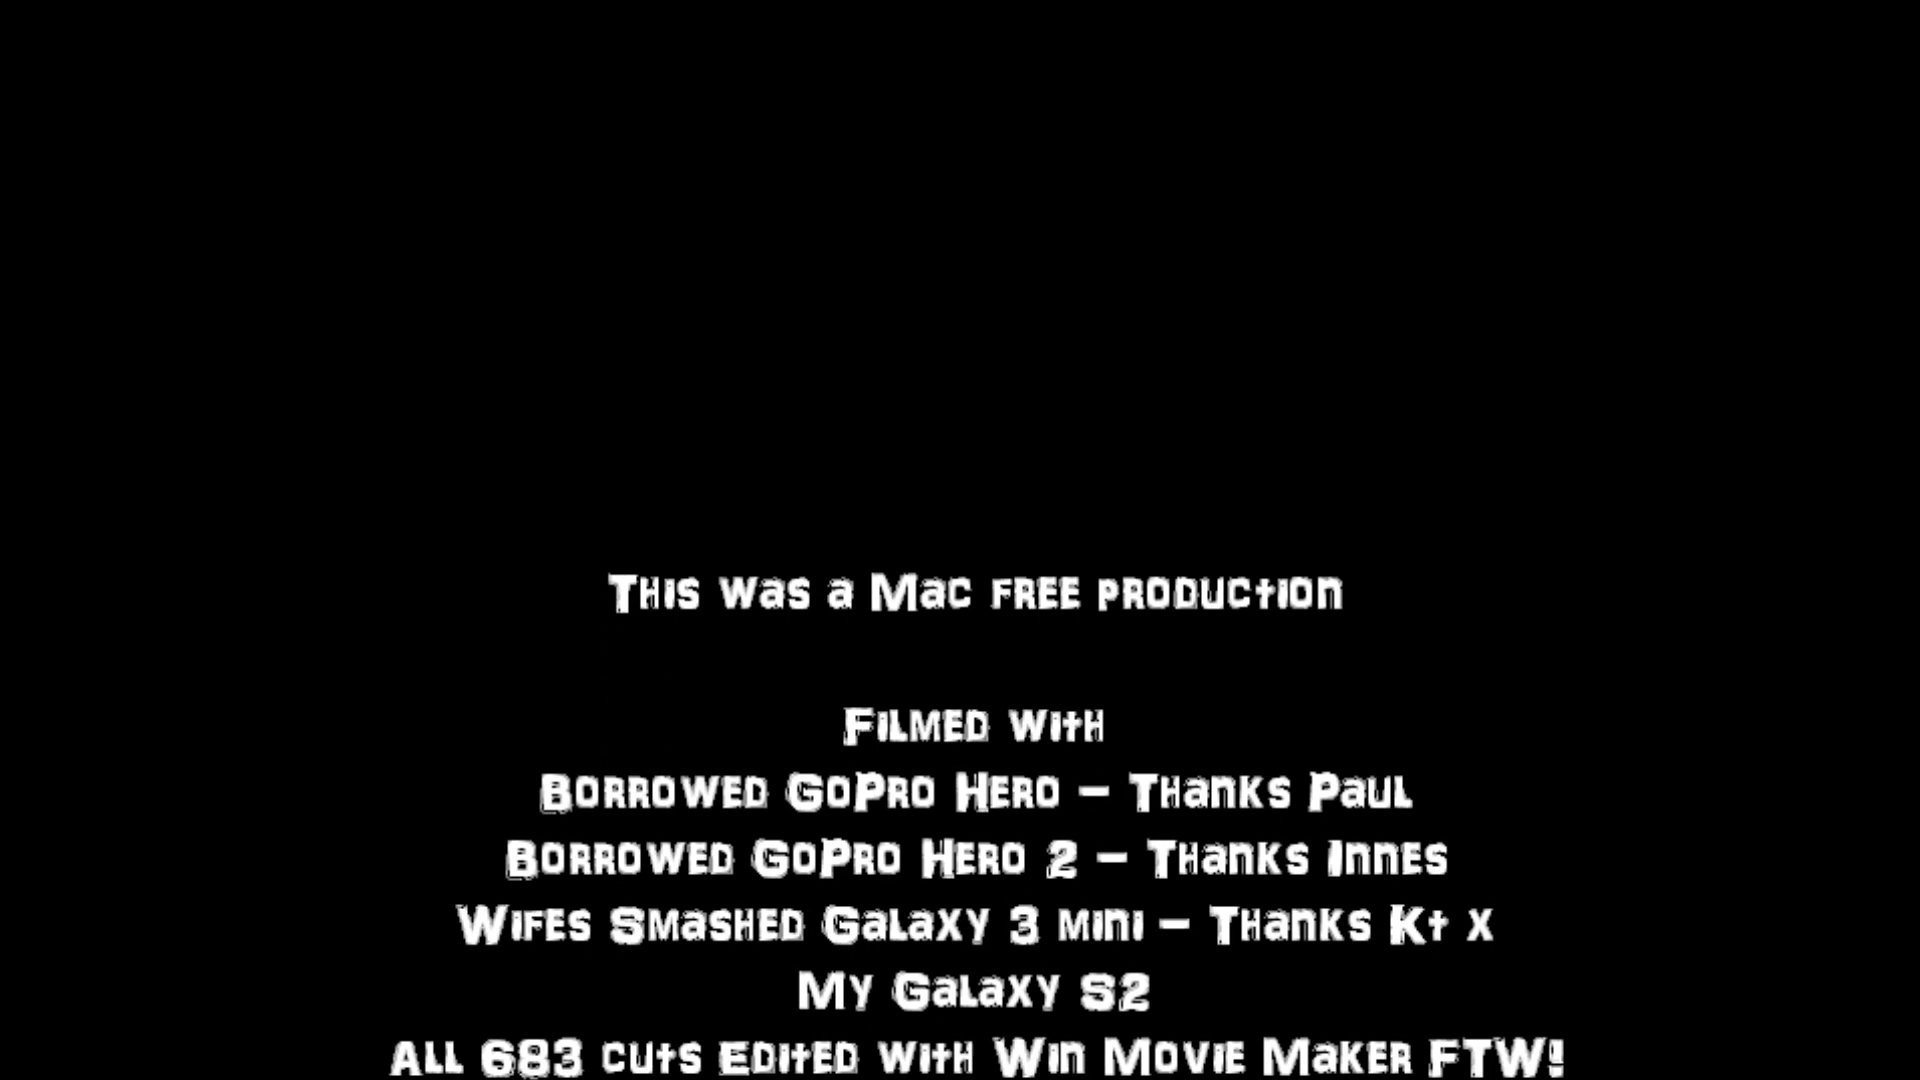 This was a Mac free production
Filmed with
Borrowed GoPro Hero – Thanks Paul
Borrowed GoPro Hero 2 – Thanks Innes
Wifes Smashed Galaxy 3 mini – Thanks Kt x
My Galaxy S2
All 683 cuts Edited with Win Movie Maker FTW!